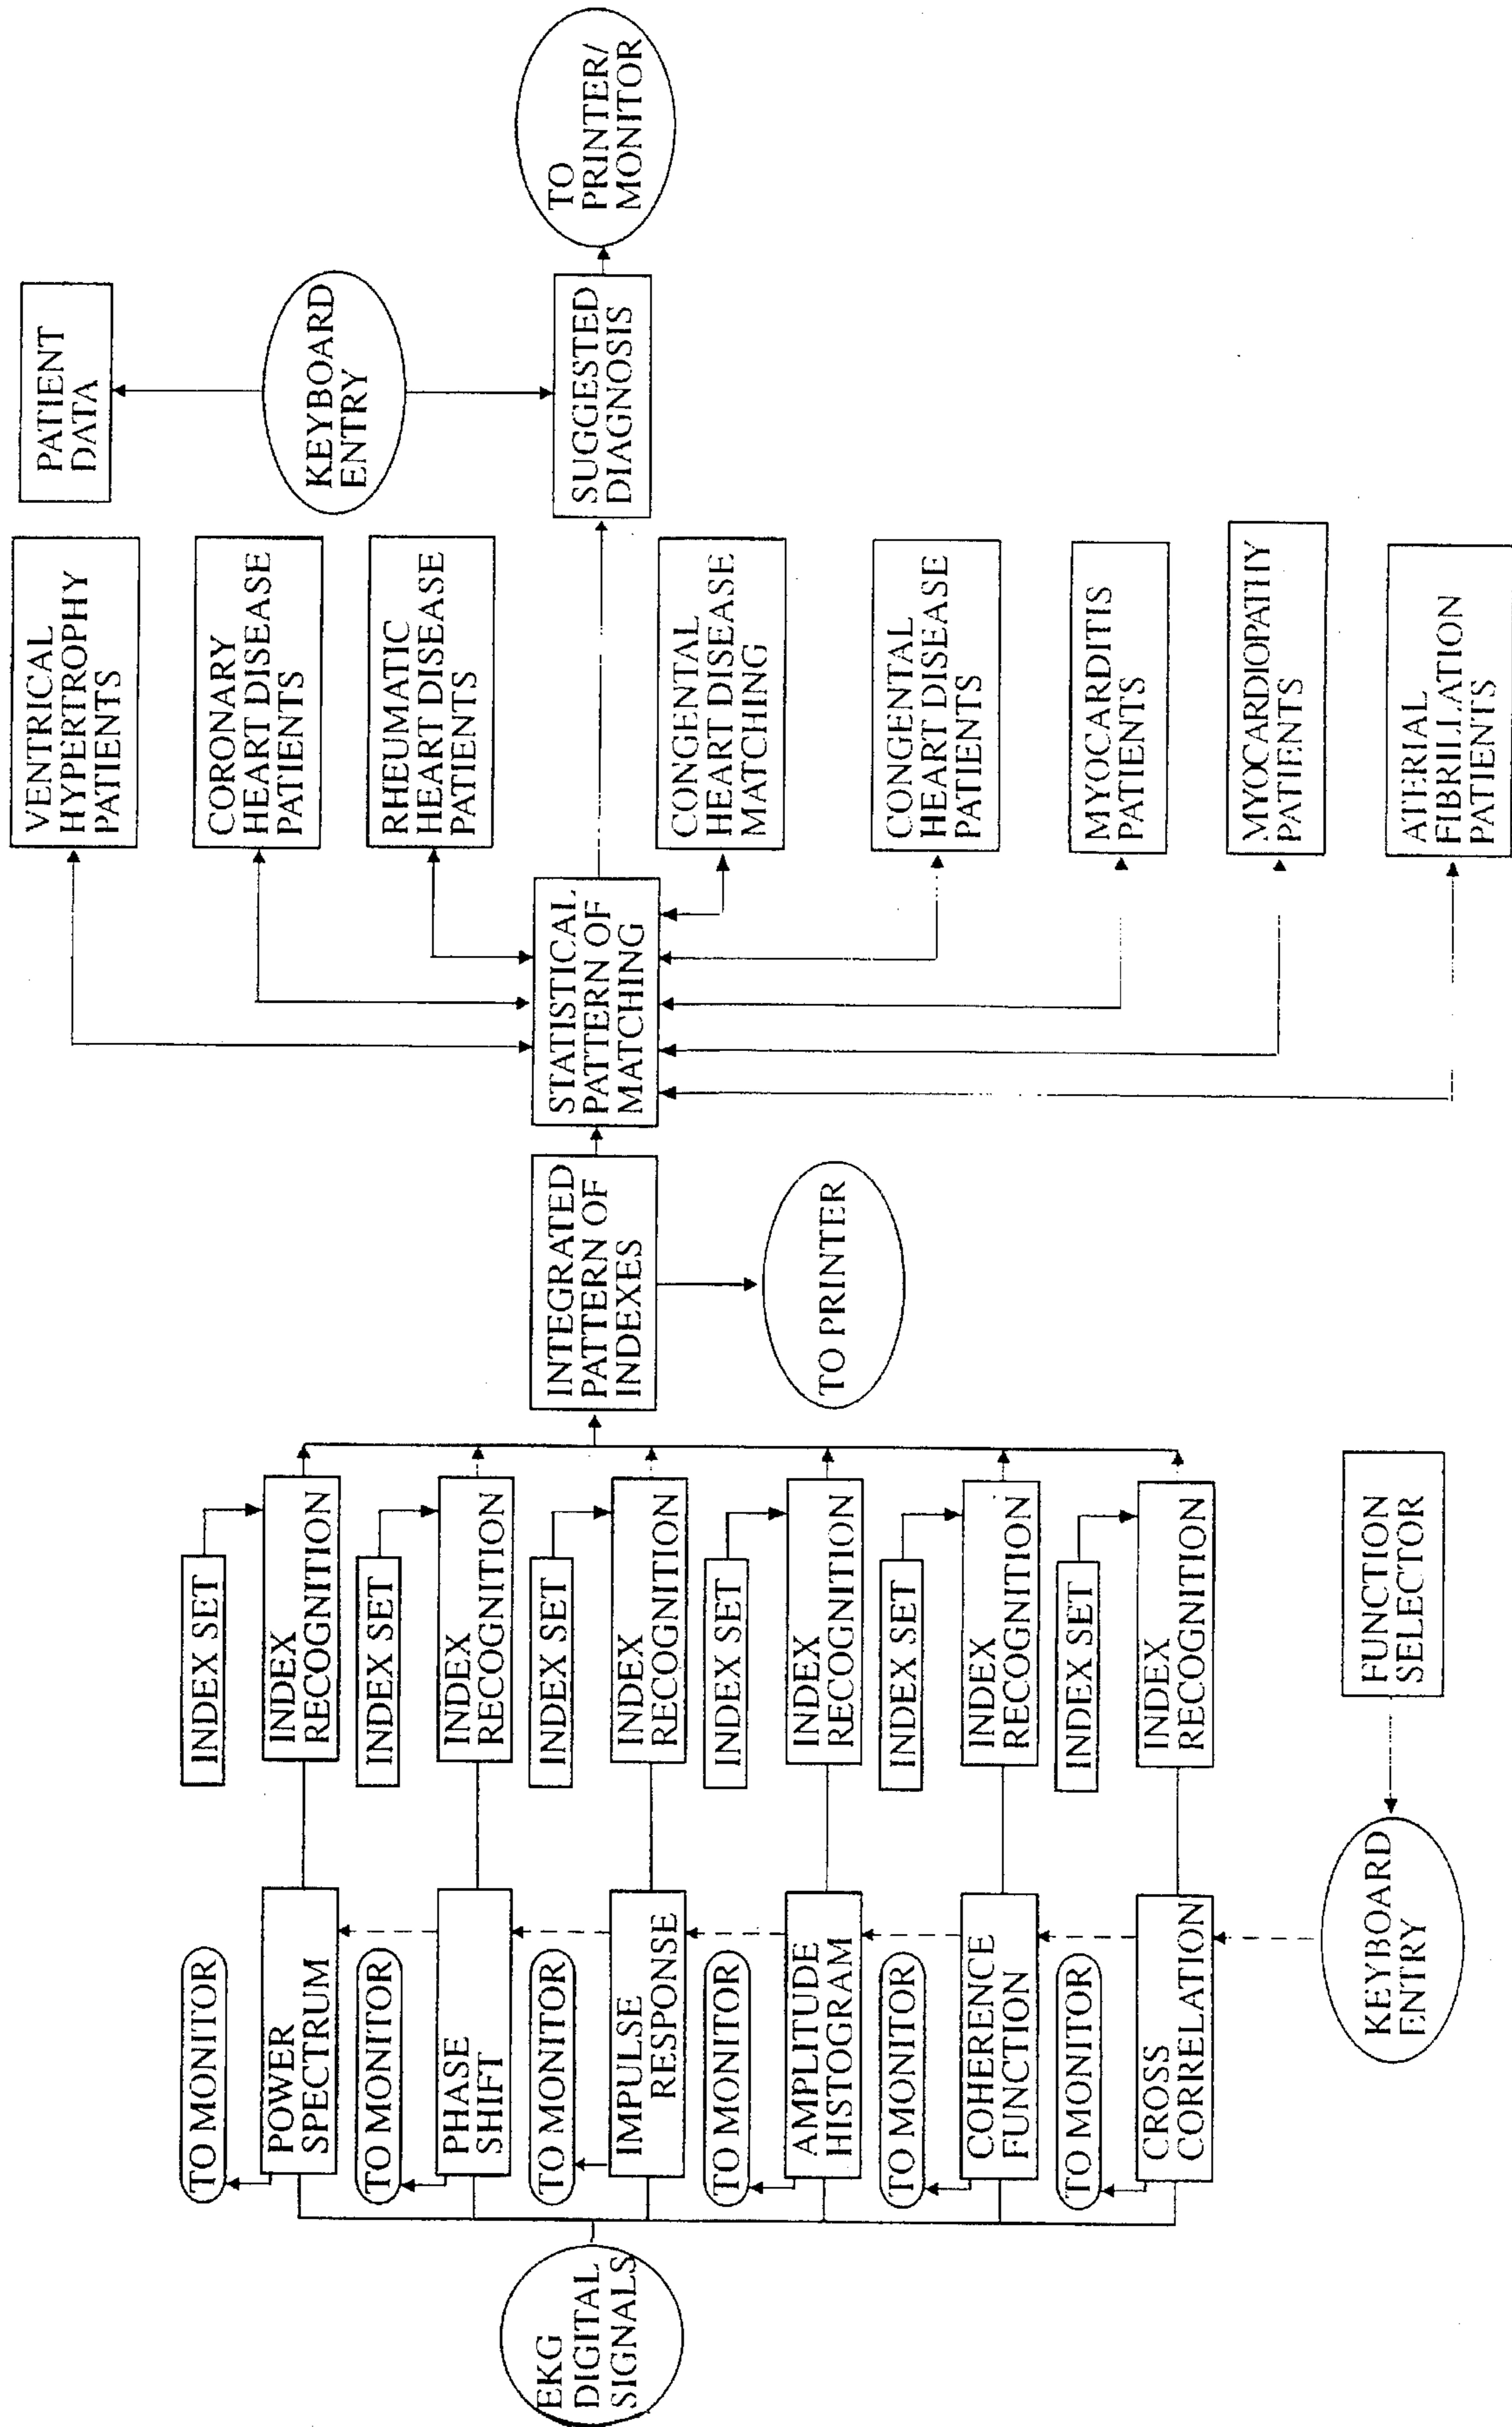 EKG
DIGITAL
SIGNALS
TO MONITOR
POWER
SPECTRUM
TO MONITOR
PHASE
SHIFT
TO MONITOR
IMPULSE
RESPONSE
TO MONITOR
AMPLITUDE
HISTOGRAM
TO MONITOR
COHERENCE
FUNCTION
TO MONITOR
CROSS
CORRELATION
KEYBOARD
ENTRY
FUNCTION
SELECTOR
INDEX SET
INDEX
RECOGNITION
INDEX SET
INDEX
RECOGNITION
INDEX SET
INDEX
RECOGNITION
INDEX SET
INDEX
RECOGNITION
INDEX SET
INDEX
RECOGNITION
INDEX SET
INDEX
RECOGNITION
INTEGRATED
PATTERN OF
INDEXES
TO PRINTER
STATISTICAL
PATTERN OF
MATCHING
VENTRICAL
HYPERTROPHY
PATIENTS
CORONARY
HEART DISEASE
PATIENTS
RHEUMATIC
HEART DISEASE
PATIENTS
CONGENTAL
HEART DISEASE
MATCHING
CONGENTAL
HEART DISEASE
PATIENTS
MYOCARDITIS
PATIENTS
MYOCARDIOPATHY
PATIENTS
ATERIAL
FIBRILLATION
PATIENTS
PATIENT
DATA
KEYBOARD
ENTRY
SUGGESTED
DIAGNOSIS
TO
PRINTER/
MONITOR